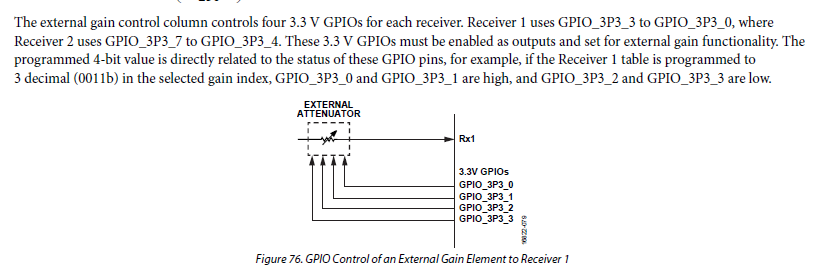 The external gain control column controls four 3.3 V GPIOs for each receiver. Receiver 1 uses GPIO_3P3_3 to GPIO_3P3_0, where
Receiver 2 uses GPIO_3P3_7 to GPIO_3P3_4. These 3.3 V GPIOs must be enabled as outputs and set for external gain functionality. The
programmed 4-bit value is directly related to the status of these GPIO pins, for example, if the Receiver 1 table is programmed to
3 decimal (0011b) in the selected gain index, GPIO_3P3_0 and GPIO_3P3_1 are high, and GPIO_3P3_2 and GPIO_3P3_3 are low.
EXTERNAL
ATTENUATOR
Rx1
3.3V GPIOs
GPIO_3P3_0
GPIO_3P3_1
GPIO_3P3_2
GPIO_3P3_3
Figure 76. GPIO Control of an External Gain Element to Receiver 1